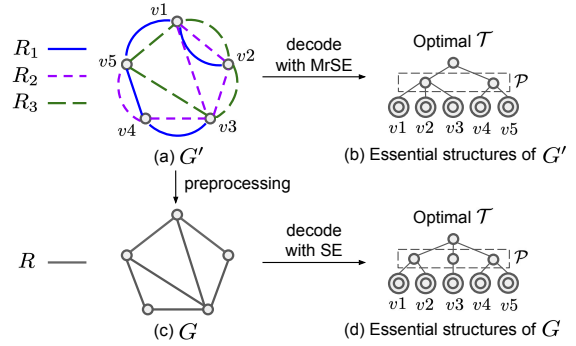 R1
R2
R3
v1
v2
v5
v4
v3
(a) G′
decode
with MrSE
Optimal 𝒯
𝒫
v1 v2 v3 v4 v5
(b) Essential structures of G′
preprocessing
R
(c) G
decode
with SE
Optimal 𝒯
𝒫
v1 v2 v3 v4 v5
(d) Essential structures of G